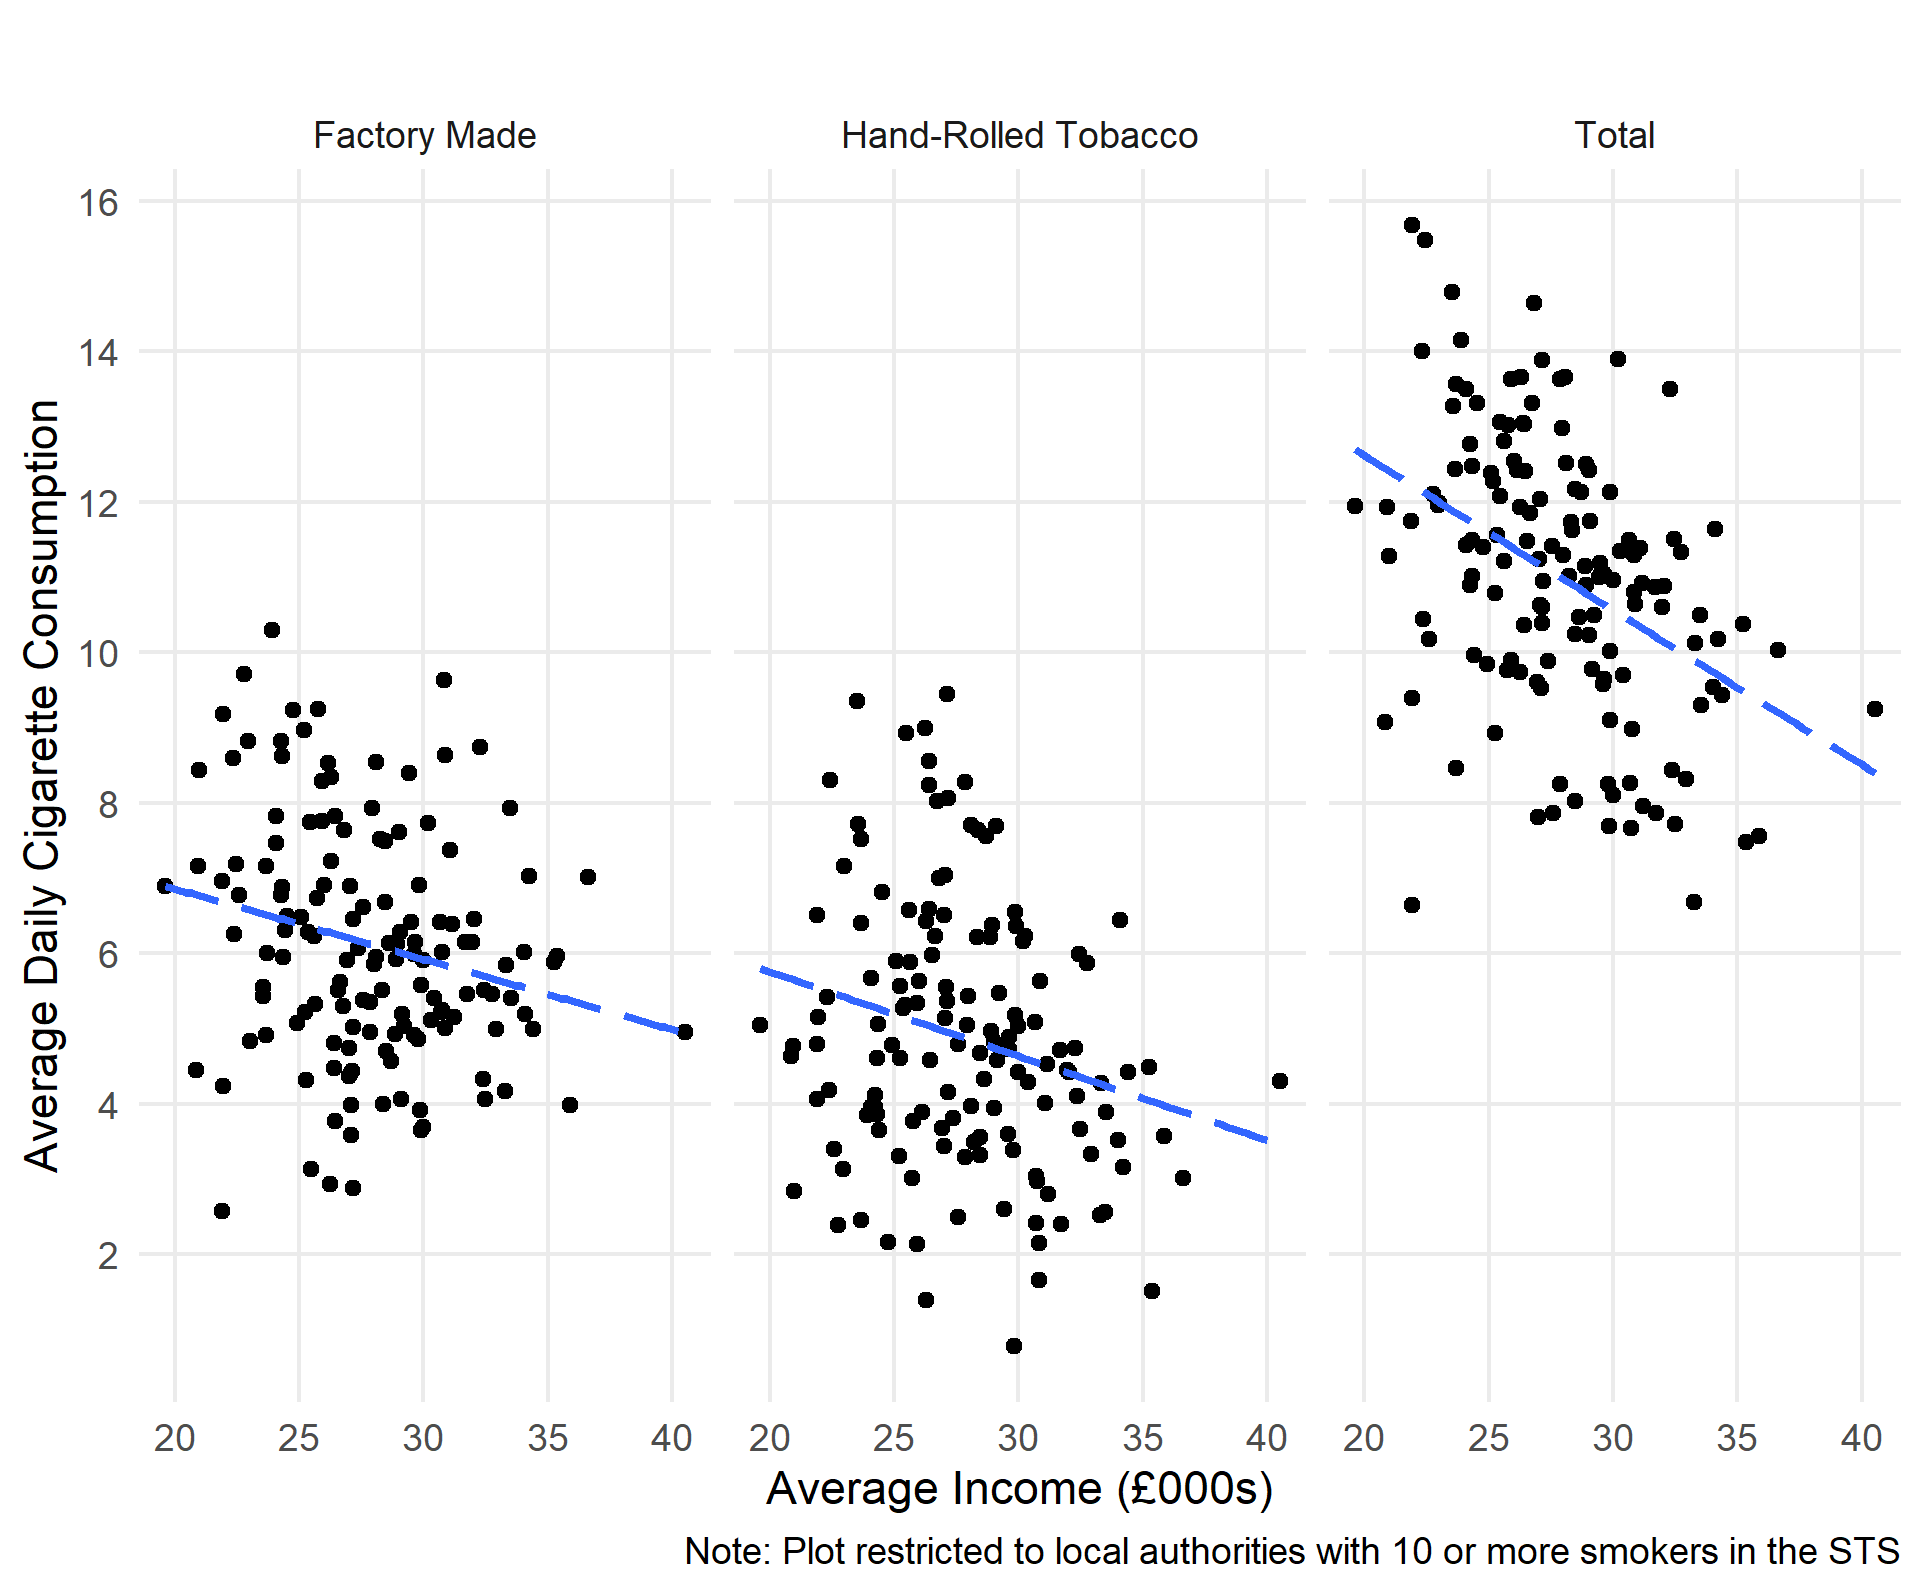 Factory Made
Hand-Rolled Tobacco
Total
Average Daily Cigarette Consumption
16
14
12
10
8
6
4
2
20 25 30 35 40 20 25 30 35 40 20 25 30 35 40
Average Income (£000s)
Note: Plot restricted to local authorities with 10 or more smokers in the STS